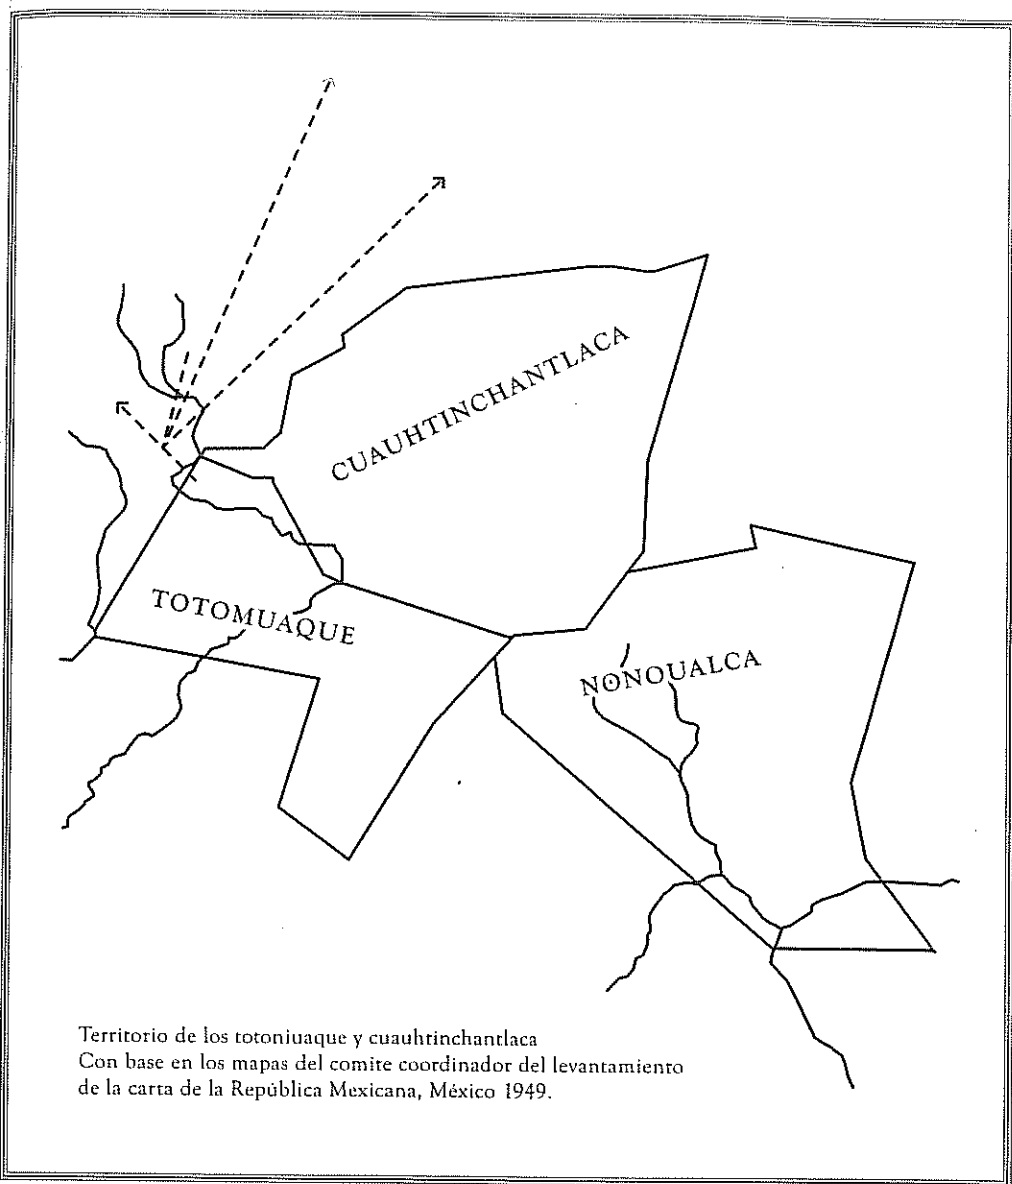 CUAUHTINCHANTLACA
TOTOMUAQUE
NONOUALCA
Territorio de los totoniuaque y cuauhtinchantlaca
Con base en los mapas del comite coordinador del levantamiento
de la carta de la República Mexicana, México 1949.